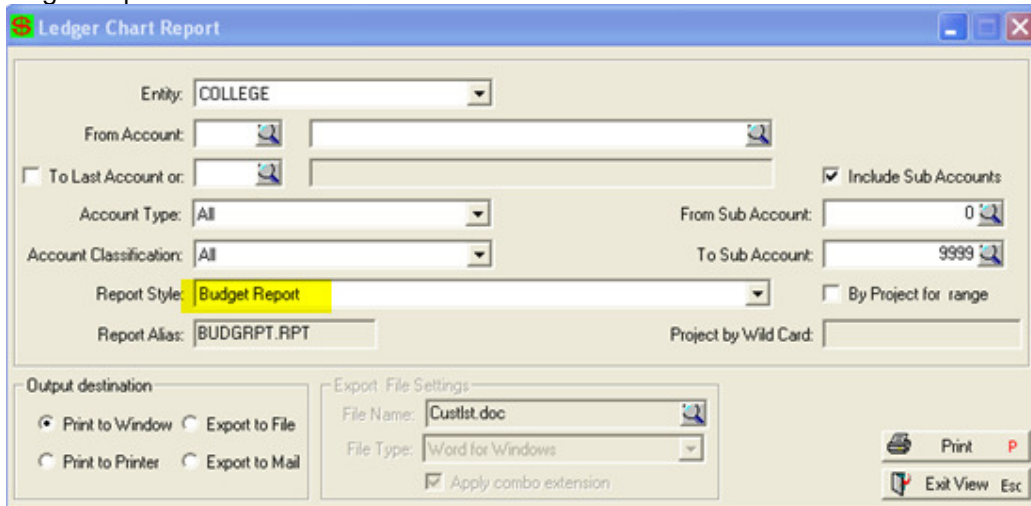 Ledger Chart Report
Entity: COLLEGE
From Account:
To Last Account or:
Include Sub Accounts
Account Type: All
From Sub Account: 0
Account Classification: All
To Sub Account: 9999
Report Style: Budget Report
By Project for range
Report Alias: BUDGRPT.RPT
Project by Wild Card:
Output destination
Export File Settings
Print to Window
Export to File
File Name: Custlst.doc
Print to Printer
Export to Mail
File Type: Word for Windows
Apply combo extension
Print P
Exit View Esc